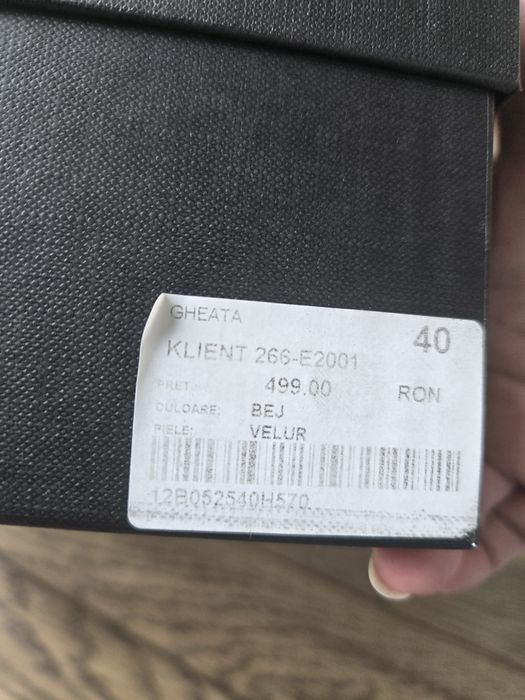 GHEATA
40
KLIENT 266-E2001
PRET: 499.00 RON
CULOARE: BEJ
PIELE: VELUR
12B052540H570